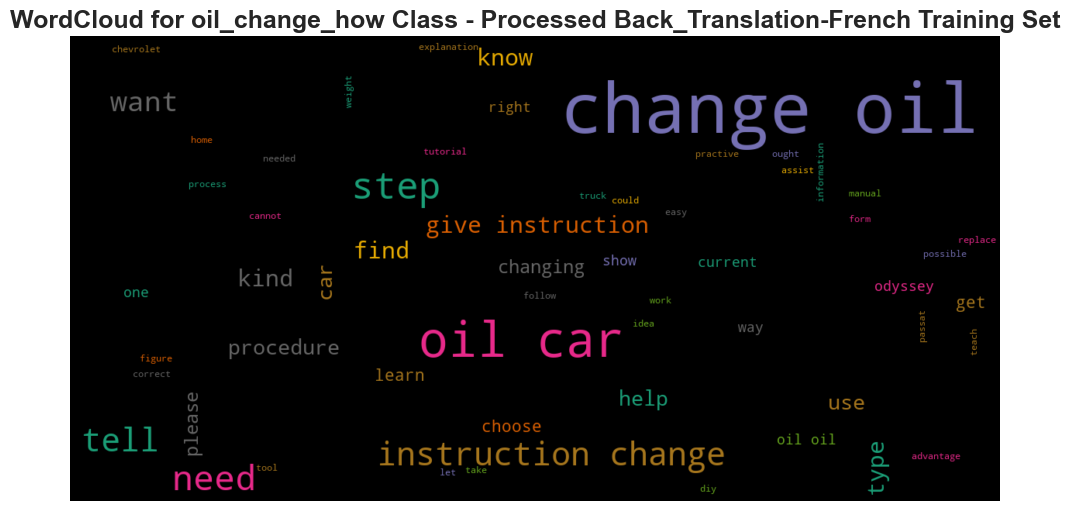 WordCloud for oil_change_how Class - Processed Back_Translation-French Training Set
chevrolet
explanation
know
want
weight
right
change oil
home
needed
tutorial
practive
ought
assist
information
process
step
truck
could
easy
manual
cannot
give instruction
form
find
replace
possible
kind
car
changing
show
current
one
follow
work
odyssey
get
idea
way
passat
teach
oil car
procedure
figure
correct
learn
help
use
please
choose
oil oil
tell
instruction change
type
advantage
need
tool
let
take
diy